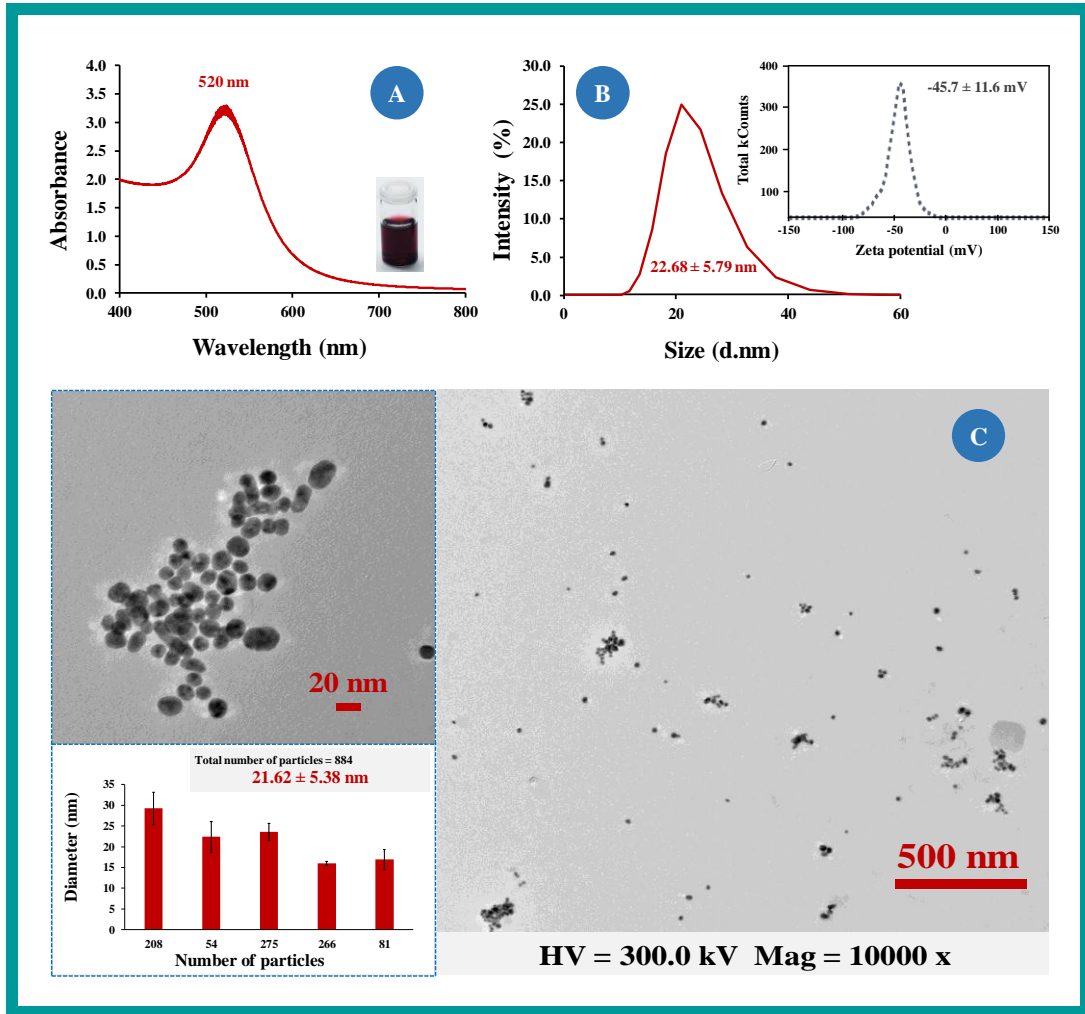 4.0
3.5
3.0
2.5
2.0
1.5
1.0
0.5
0.0
Absorbance
520 nm
A
400
500
600
700
800
Wavelength (nm)
30.0
25.0
20.0
15.0
10.0
5.0
0.0
Intensity (%)
B
22.68 ± 5.79 nm
0
20
40
60
Size (d.nm)
400
300
200
100
Total kCounts
-45.7 ± 11.6 mV
-150
-100
-50
0
50
100
150
Zeta potential (mV)
20 nm
C
500 nm
HV = 300.0 kV Mag = 10000 x
Total number of particles = 884
21.62 ± 5.38 nm
35
30
25
20
15
10
5
0
Diameter (nm)
208
54
275
266
81
Number of particles